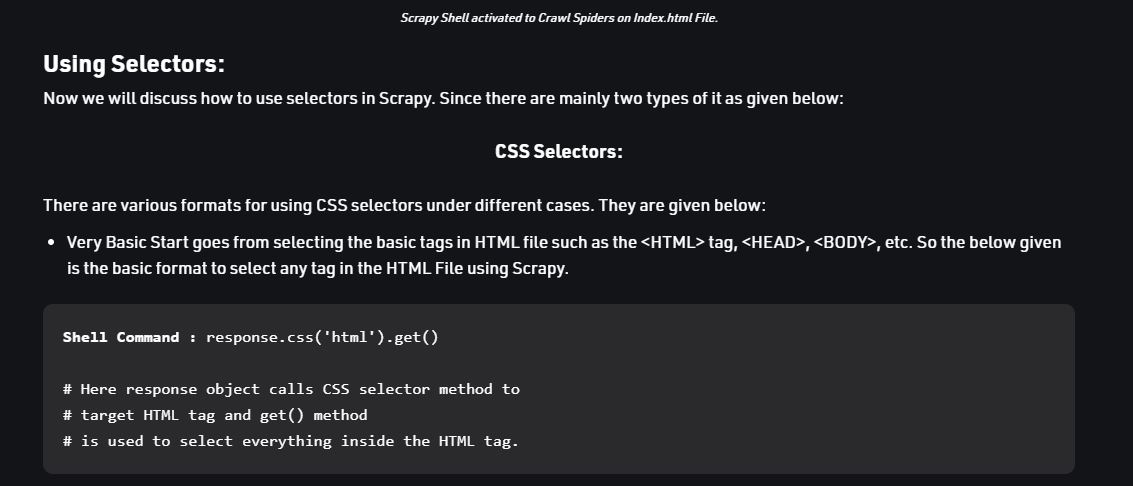 Scrapy Shell activated to Crawl Spiders on Index.html File.
Using Selectors:
Now we will discuss how to use selectors in Scrapy. Since there are mainly two types of it as given below:
CSS Selectors:
There are various formats for using CSS selectors under different cases. They are given below:
• Very Basic Start goes from selecting the basic tags in HTML file such as the <HTML> tag, <HEAD>, <BODY>, etc. So the below given
is the basic format to select any tag in the HTML File using Scrapy.
Shell Command : response.css('html').get()
# Here response object calls CSS selector method to
# target HTML tag and get() method
# is used to select everything inside the HTML tag.